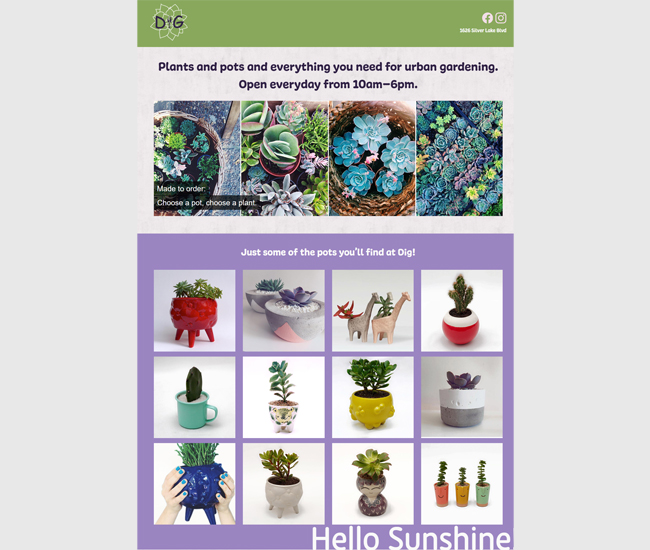 DiG
3526 Silver Lake Blvd
Plants and pots and everything you need for urban gardening.
Open everyday from 10am–6pm.
Made to order:
Choose a pot, choose a plant.
Just some of the pots you'll find at Dig!
Hello Sunshine